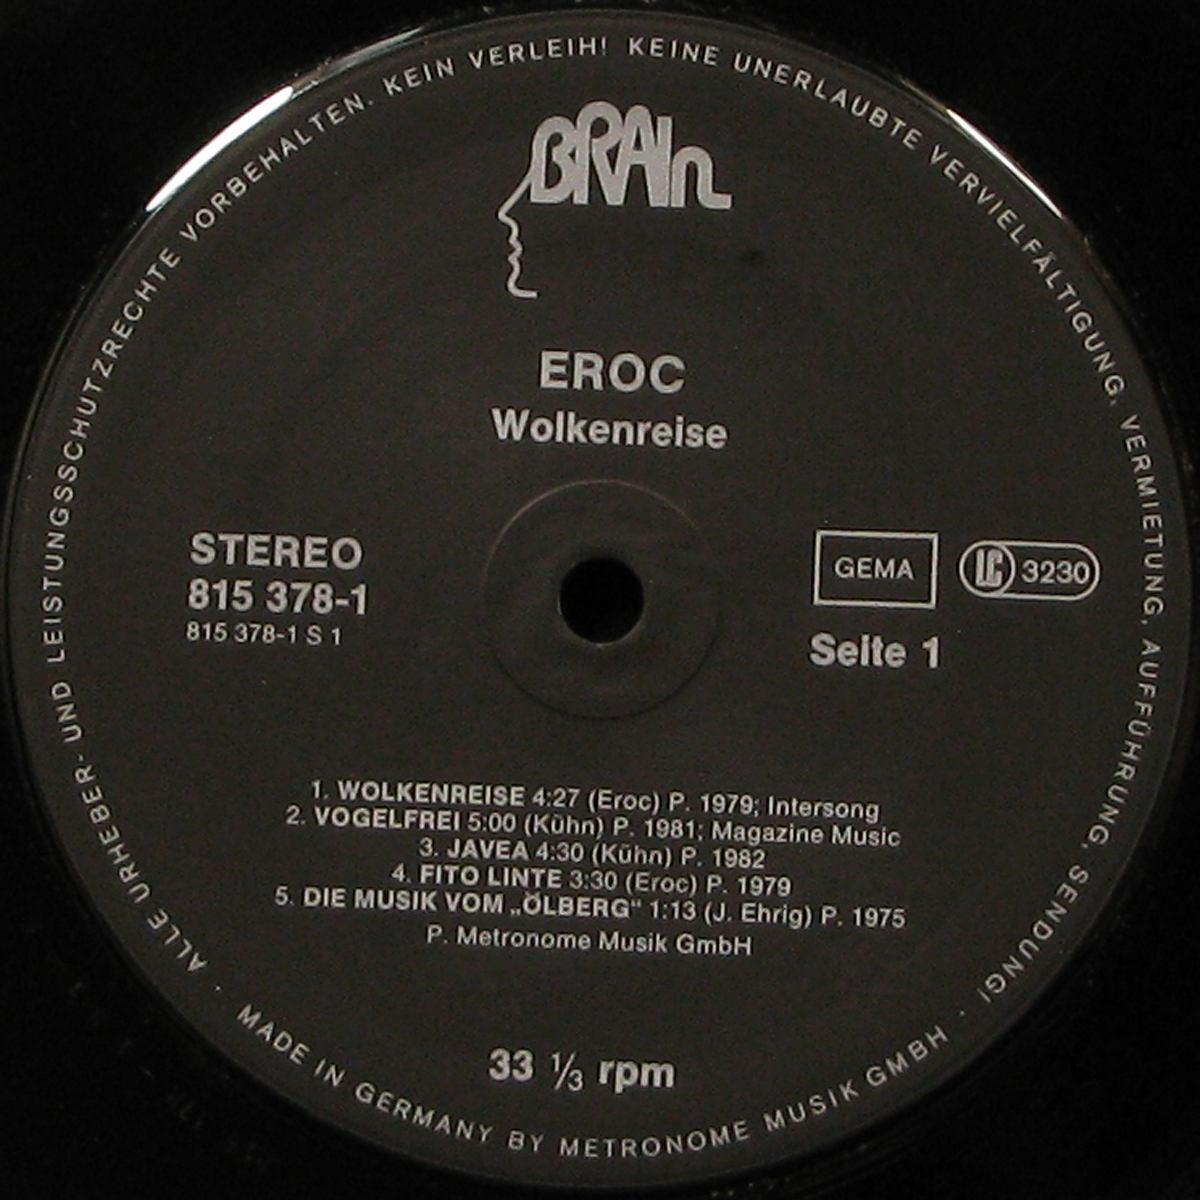 ALLE URHEBER- UND LEISTUNGSSCHUTZRECHTE VORBEHALTEN. KEIN VERLEIH! KEINE UNERLAUBTE VERVIELFÄLTIGUNG, VERMIETUNG, AUFFÜHRUNG, SENDUNG!
BRAIN
EROC
Wolkenreise
STEREO
815 378-1
815 378-1 S 1
GEMA LC 3230
Seite 1
1. WOLKENREISE 4:27 (Eroc) P. 1979; Intersong
2. VOGELFREI 5:00 (Kühn) P. 1981; Magazine Music
3. JAVEA 4:30 (Kühn) P. 1982
4. FITO LINTE 3:30 (Eroc) P. 1979
5. DIE MUSIK VOM „ÖLBERG“ 1:13 (J. Ehrig) P. 1975
P. Metronome Musik GmbH
33 ⅓ rpm
· MADE IN GERMANY BY METRONOME MUSIK GMBH ·